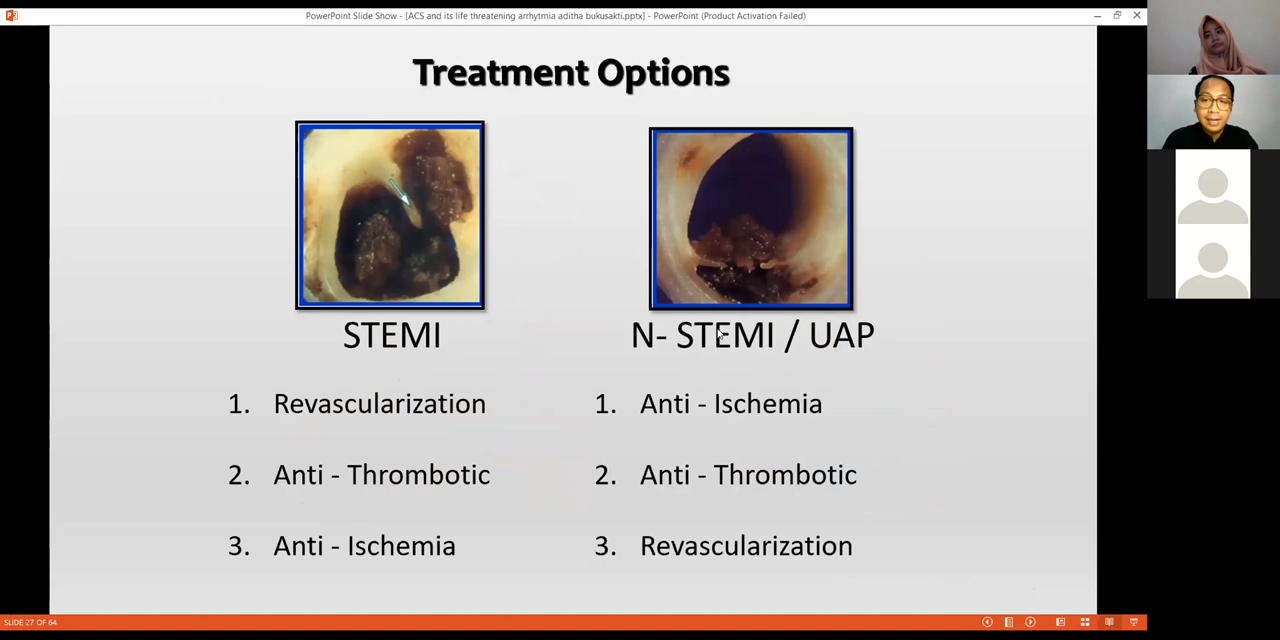 PowerPoint Slide Show - [ACS and its life threatening arrhytmia aditha bukusakti.pptx] - PowerPoint (Product Activation Failed)
Treatment Options
STEMI
1. Revascularization
2. Anti - Thrombotic
3. Anti - Ischemia
N- STEMI / UAP
1. Anti - Ischemia
2. Anti - Thrombotic
3. Revascularization
SLIDE 27 OF 64